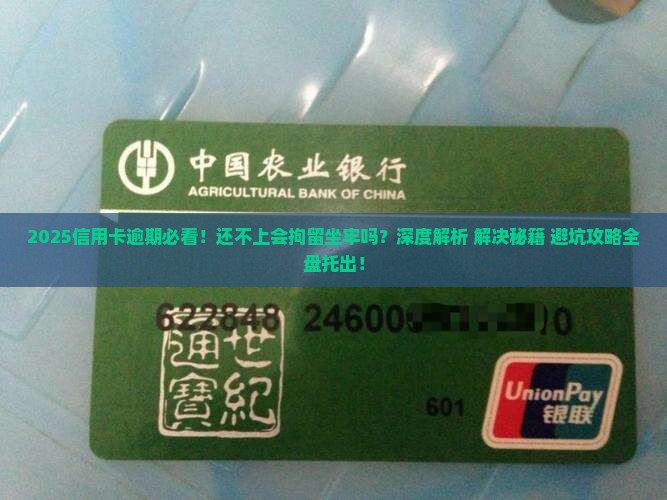 中国农业银行
AGRICULTURAL BANK OF CHINA
2025信用卡逾期必看！还不上会拘留坐牢吗？深度解析 解决秘籍 避坑攻略全
盘托出！
622848 24600 0
世紀
通寶
601
UnionPay
银联